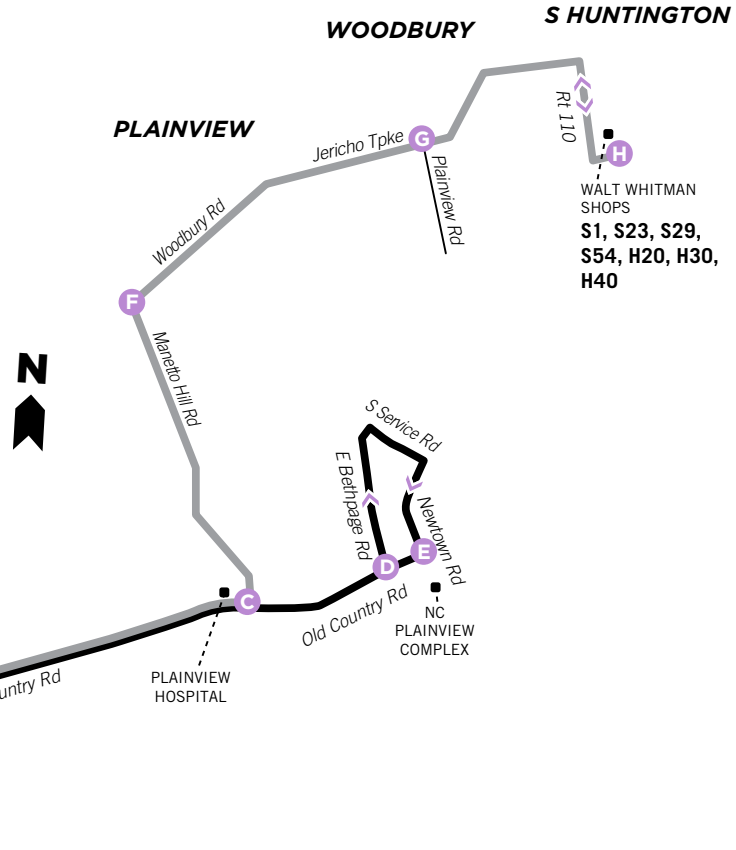 S HUNTINGTON
WOODBURY
PLAINVIEW
Jericho Tpke
G
Rt 110
H
Plainview Rd
WALT WHITMAN
SHOPS
S1, S23, S29,
S54, H20, H30,
H40
Woodbury Rd
F
Manetto Hill Rd
N
S Service Rd
E Bethpage Rd
Newtown Rd
D
E
C
Old Country Rd
NC
PLAINVIEW
COMPLEX
PLAINVIEW
HOSPITAL
untry Rd